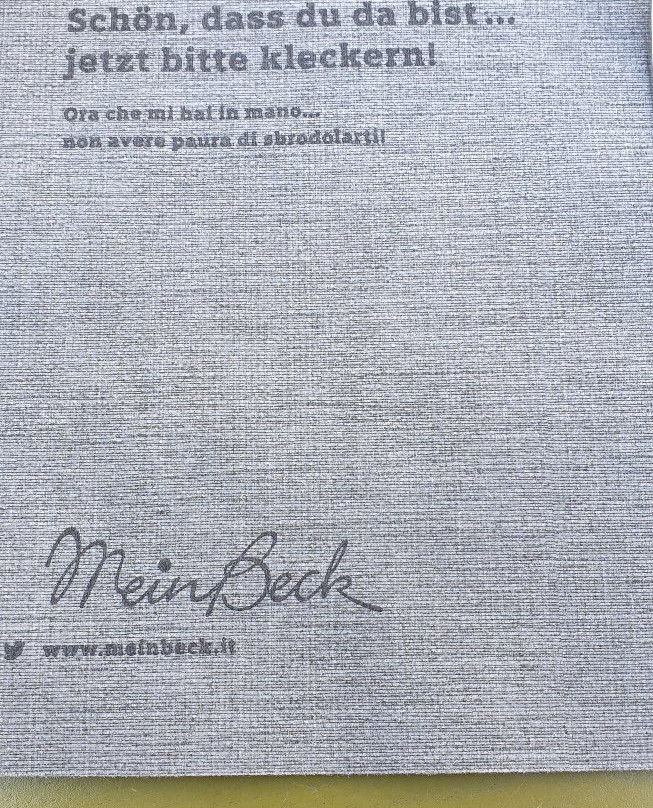 Schön, dass du da bist...
jetzt bitte kleckern!
Ora che mi hai in mano...
non avere paura di sbrodolarti!
MeinBeck
www.meinbeck.it